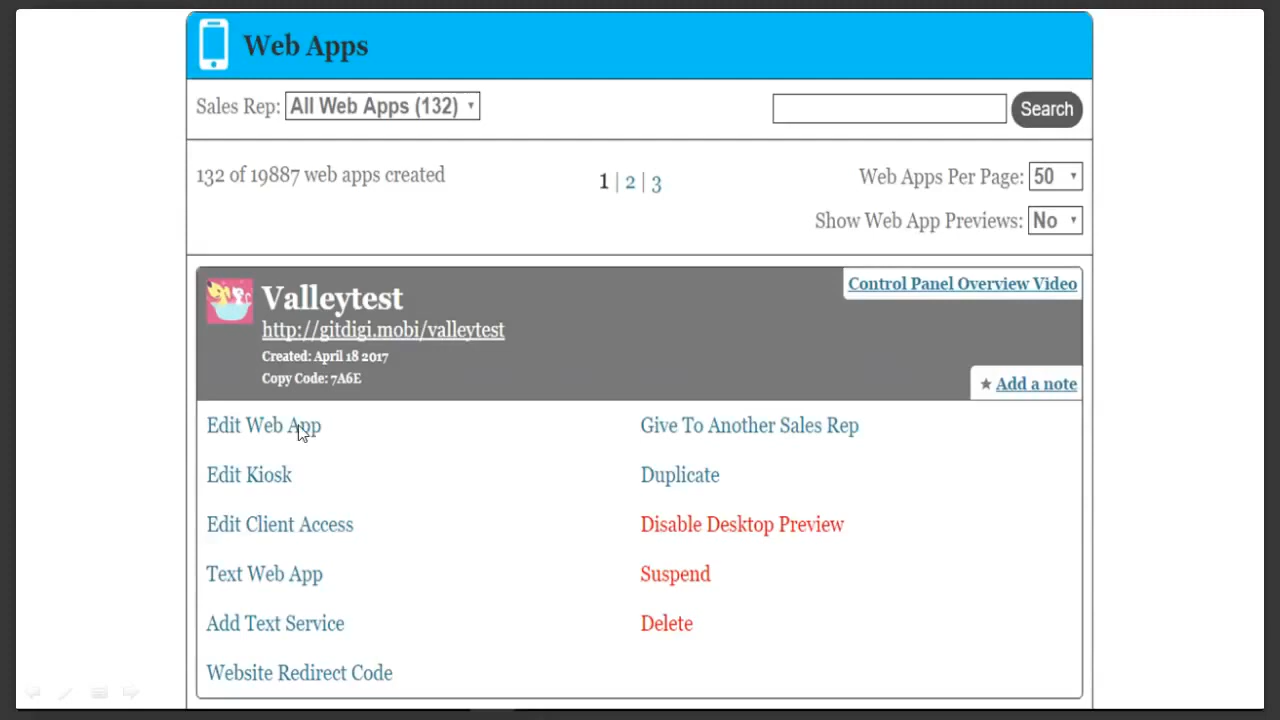 Web Apps
Sales Rep: All Web Apps (132)
Search
132 of 19887 web apps created
1 | 2 | 3
Web Apps Per Page: 50
Show Web App Previews: No
Valleytest
http://gitdigi.mobi/valleytest
Created: April 18 2017
Copy Code: 7A6E
Control Panel Overview Video
★ Add a note
Edit Web App
Give To Another Sales Rep
Edit Kiosk
Duplicate
Edit Client Access
Disable Desktop Preview
Text Web App
Suspend
Add Text Service
Delete
Website Redirect Code